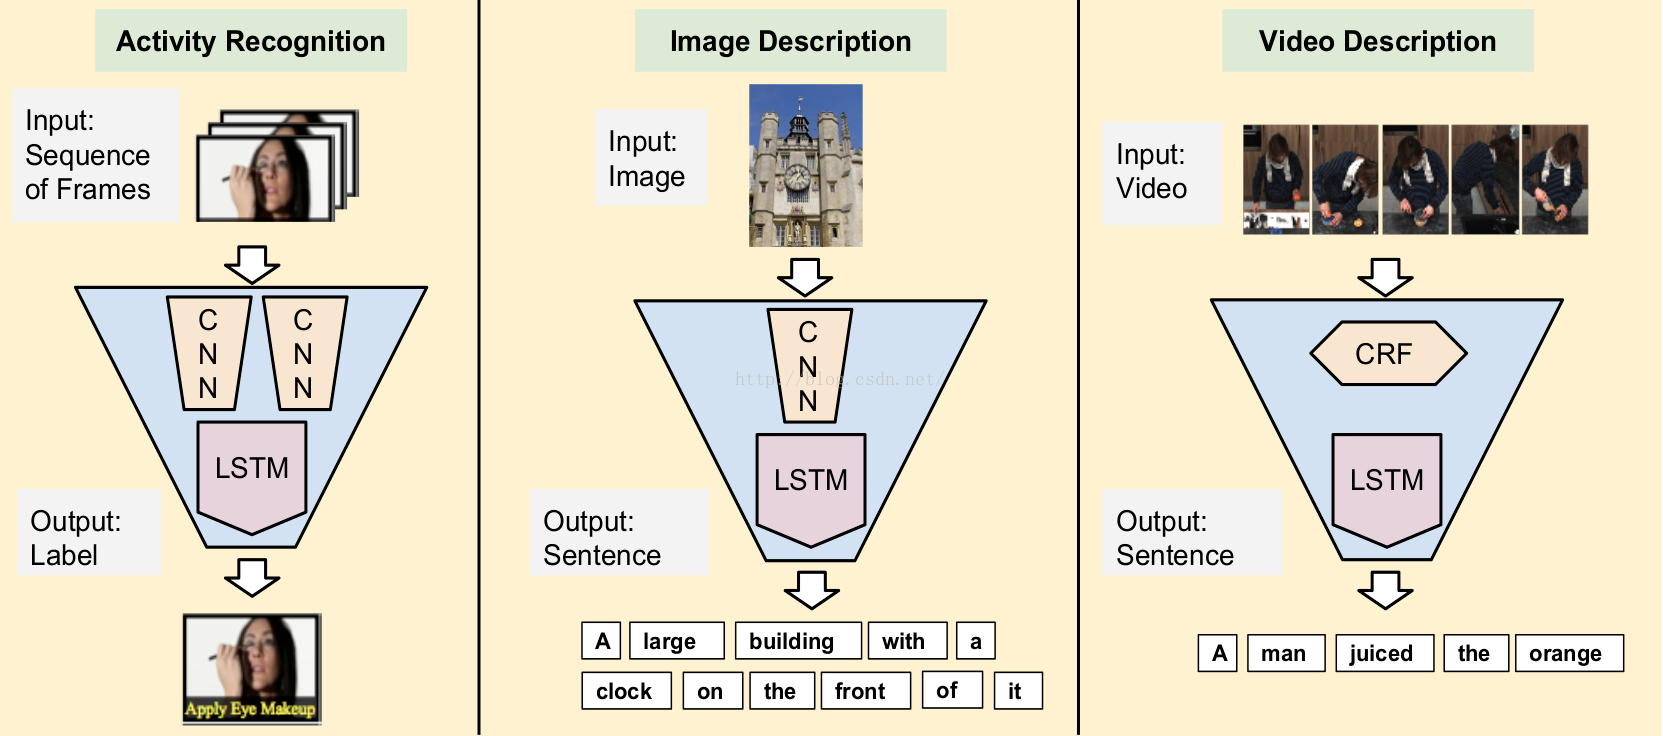 Activity Recognition
Input:
Sequence
of Frames
C
N
N
C
N
N
LSTM
Output:
Label
Apply Eye Makeup
Image Description
Input:
Image
C
N
N
http://blog.csdn.net/
LSTM
Output:
Sentence
A large building with a
clock on the front of it
Video Description
Input:
Video
CRF
LSTM
Output:
Sentence
A man juiced the orange